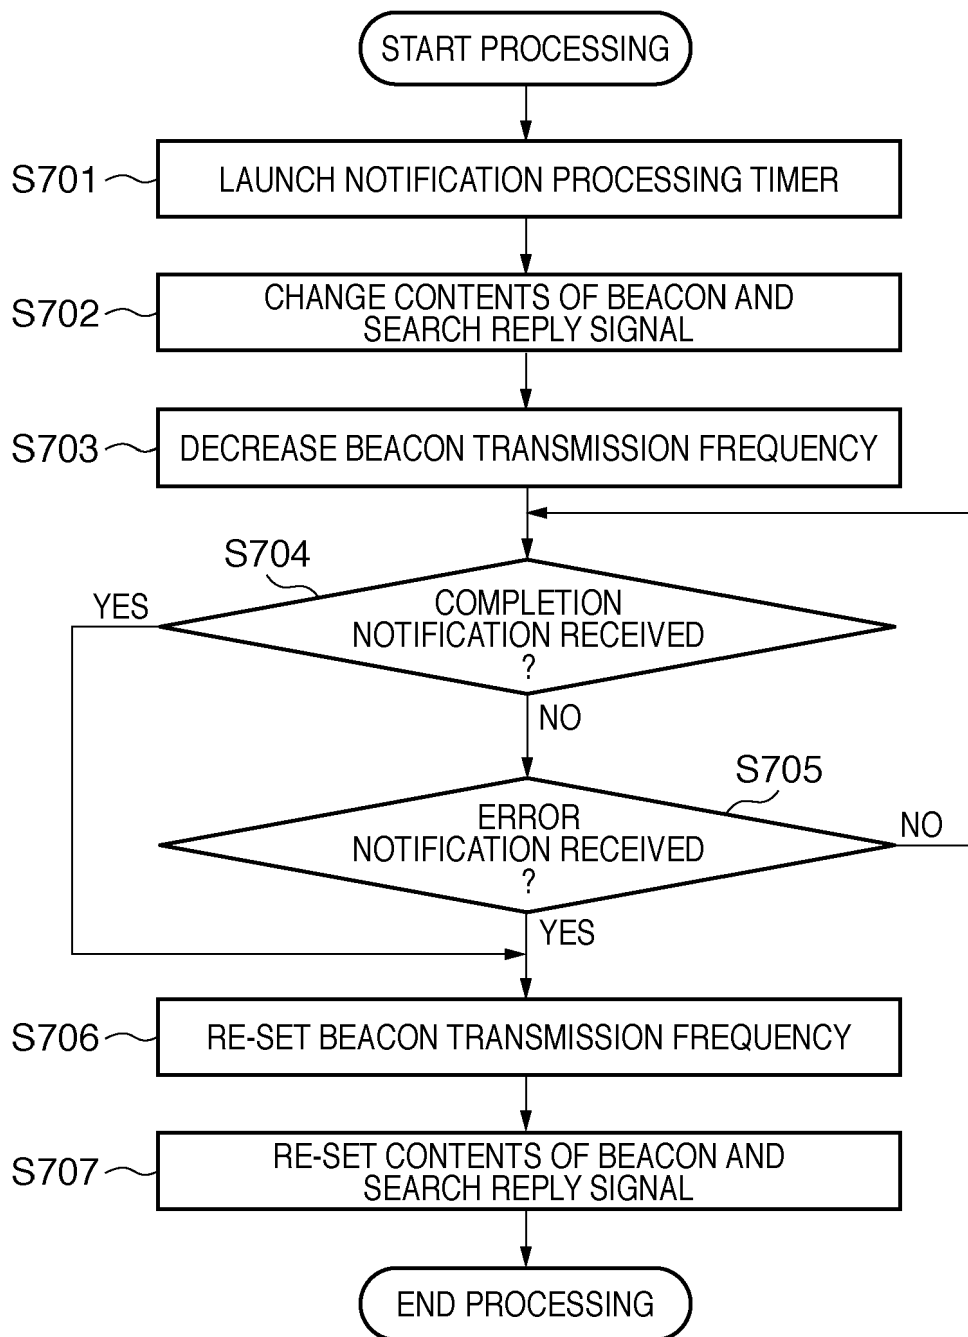 START PROCESSING
S701
LAUNCH NOTIFICATION PROCESSING TIMER
S702
CHANGE CONTENTS OF BEACON AND
SEARCH REPLY SIGNAL
S703
DECREASE BEACON TRANSMISSION FREQUENCY
S704
YES
COMPLETION
NOTIFICATION RECEIVED
?
NO
S705
ERROR
NOTIFICATION RECEIVED
?
NO
YES
S706
RE-SET BEACON TRANSMISSION FREQUENCY
S707
RE-SET CONTENTS OF BEACON AND
SEARCH REPLY SIGNAL
END PROCESSING